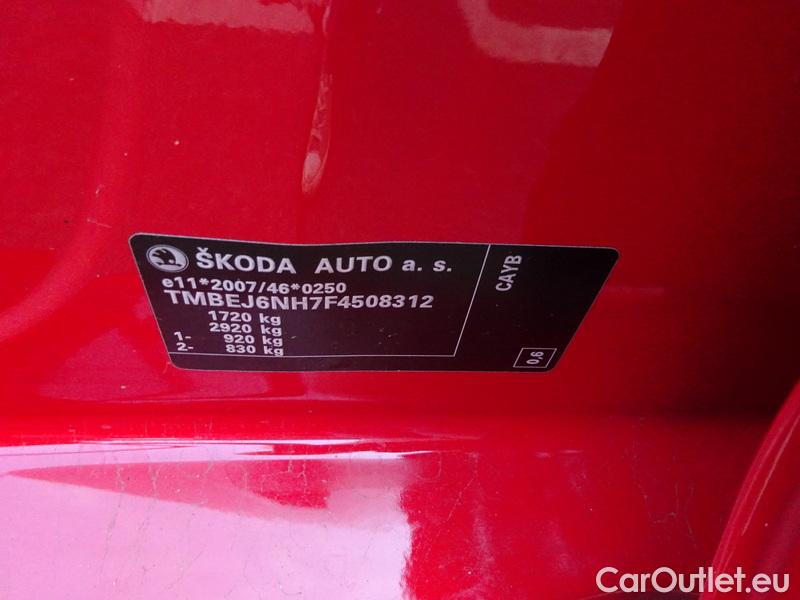 ŠKODA AUTO a. s.
e11*2007/46*0250
TMBEJ6NH7F4508312
1720 kg
2920 kg
1- 920 kg
2- 830 kg
CAYB
0,6
CarOutlet.eu